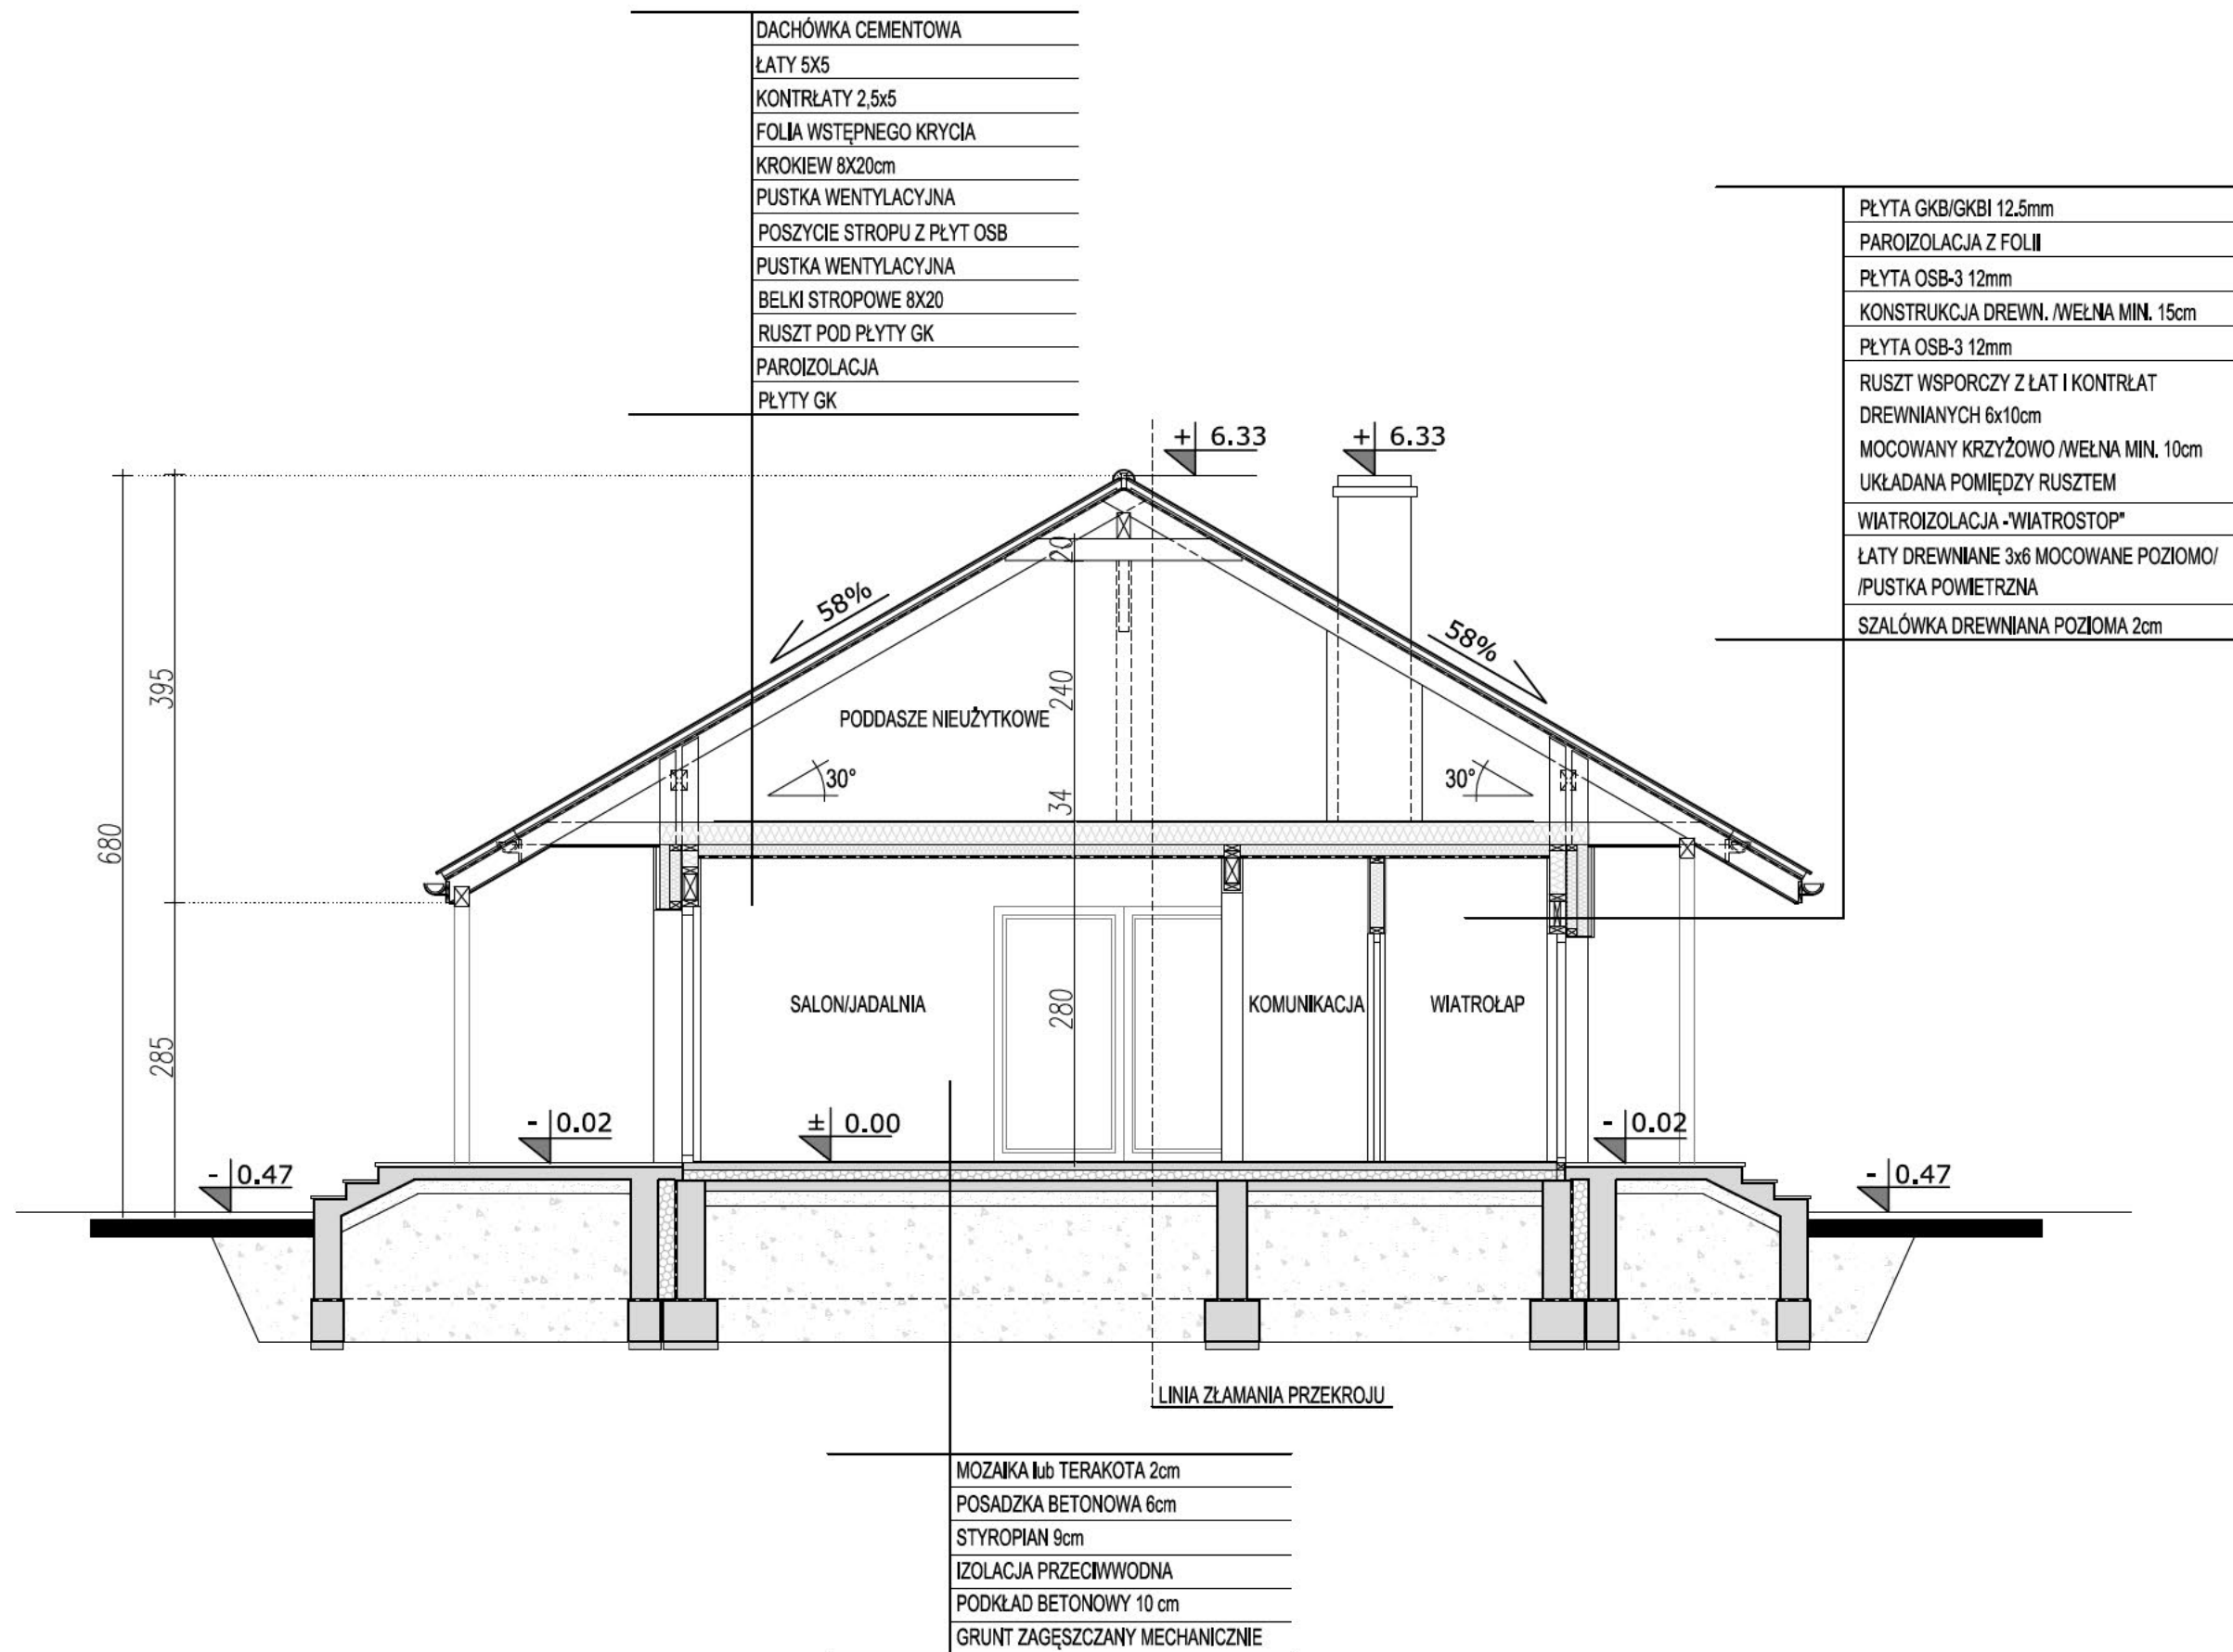 DACHÓWKA CEMENTOWA
ŁATY 5X5
KONTRŁATY 2,5x5
FOLIA WSTĘPNEGO KRYCIA
KROKIEW 8X20cm
PUSTKA WENTYLACYJNA
POSZYCIE STROPU Z PŁYT OSB
PUSTKA WENTYLACYJNA
BELKI STROPOWE 8X20
RUSZT POD PŁYTY GK
PAROIZOLACJA
PŁYTY GK
PŁYTA GKB/GKBI 12.5mm
PAROIZOLACJA Z FOLII
PŁYTA OSB-3 12mm
KONSTRUKCJA DREWN. /WEŁNA MIN. 15cm
PŁYTA OSB-3 12mm
RUSZT WSPORCZY Z ŁAT I KONTRŁAT
DREWNIANYCH 6x10cm
MOCOWANY KRZYŻOWO /WEŁNA MIN. 10cm
UKŁADANA POMIĘDZY RUSZTEM
WIATROIZOLACJA -"WIATROSTOP"
ŁATY DREWNIANE 3x6 MOCOWANE POZIOMO/
/PUSTKA POWIETRZNA
SZALÓWKA DREWNIANA POZIOMA 2cm
+ 6.33
+ 6.33
20
58%
58%
395
240
PODDASZE NIEUŻYTKOWE
30°
34
30°
680
SALON/JADALNIA
280
KOMUNIKACJA
WIATROŁAP
285
- 0.02
± 0.00
- 0.02
- 0.47
- 0.47
LINIA ZŁAMANIA PRZEKROJU
MOZAIKA lub TERAKOTA 2cm
POSADZKA BETONOWA 6cm
STYROPIAN 9cm
IZOLACJA PRZECIWWODNA
PODKŁAD BETONOWY 10 cm
GRUNT ZAGĘSZCZANY MECHANICZNIE